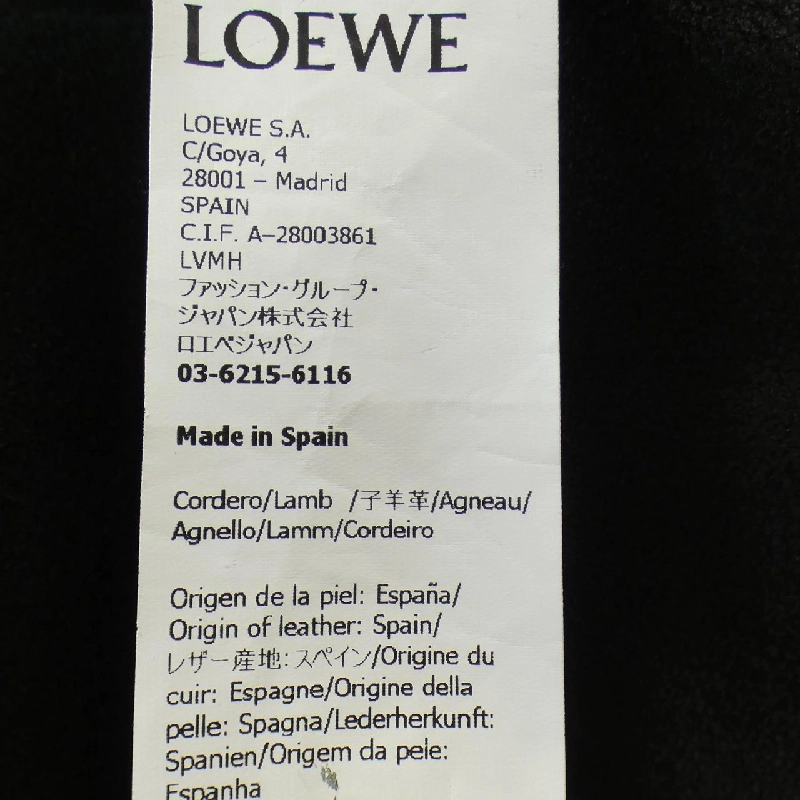 LOEWE
LOEWE S.A.
C/Goya, 4
28001 – Madrid
SPAIN
C.I.F. A–28003861
LVMH
ファッション・グループ・
ジャパン株式会社
ロエベジャパン
03-6215-6116
Made in Spain
Cordero/Lamb /子羊革/Agneau/
Agnello/Lamm/Cordeiro
Origen de la piel: España/
Origin of leather: Spain/
レザー産地: スペイン/Origine du
cuir: Espagne/Origine della
pelle: Spagna/Lederherkunft:
Spanien/Origem da pele:
Espanha